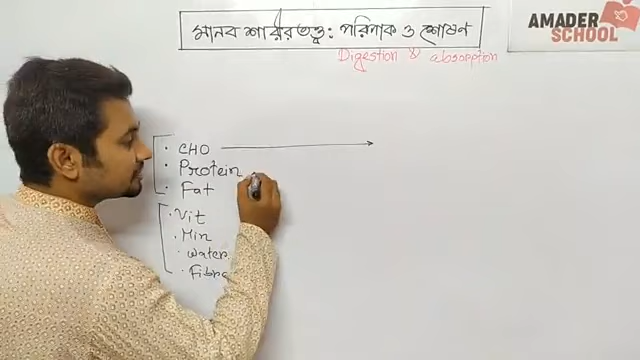 মানব শারীরতত্ত্ব : পরিপাক ও শোষণ
Digestion & absorption
AMADER
SCHOOL
. CHO
. Protein
. Fat
. Vit
. Min
. Water
. Fibre